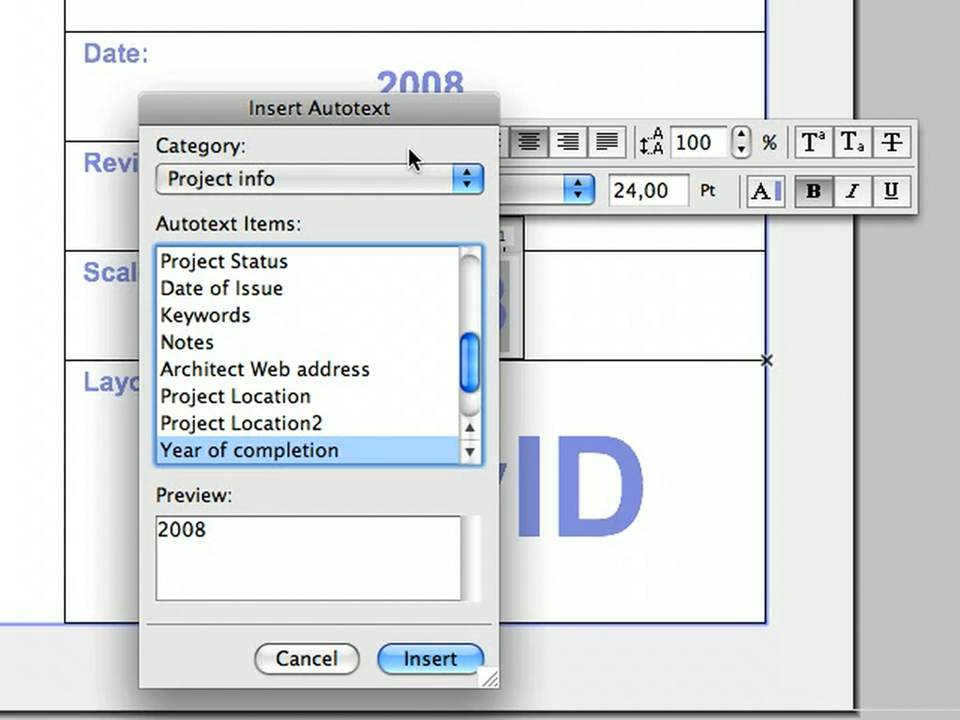 Date:
2008
Insert Autotext
Category:
Project info
100 %
24,00 Pt
B I U
Autotext Items:
Project Status
Date of Issue
Keywords
Notes
Architect Web address
Project Location
Project Location2
Year of completion
Preview:
2008
Cancel
Insert
Revi
Scal
Layo
ID